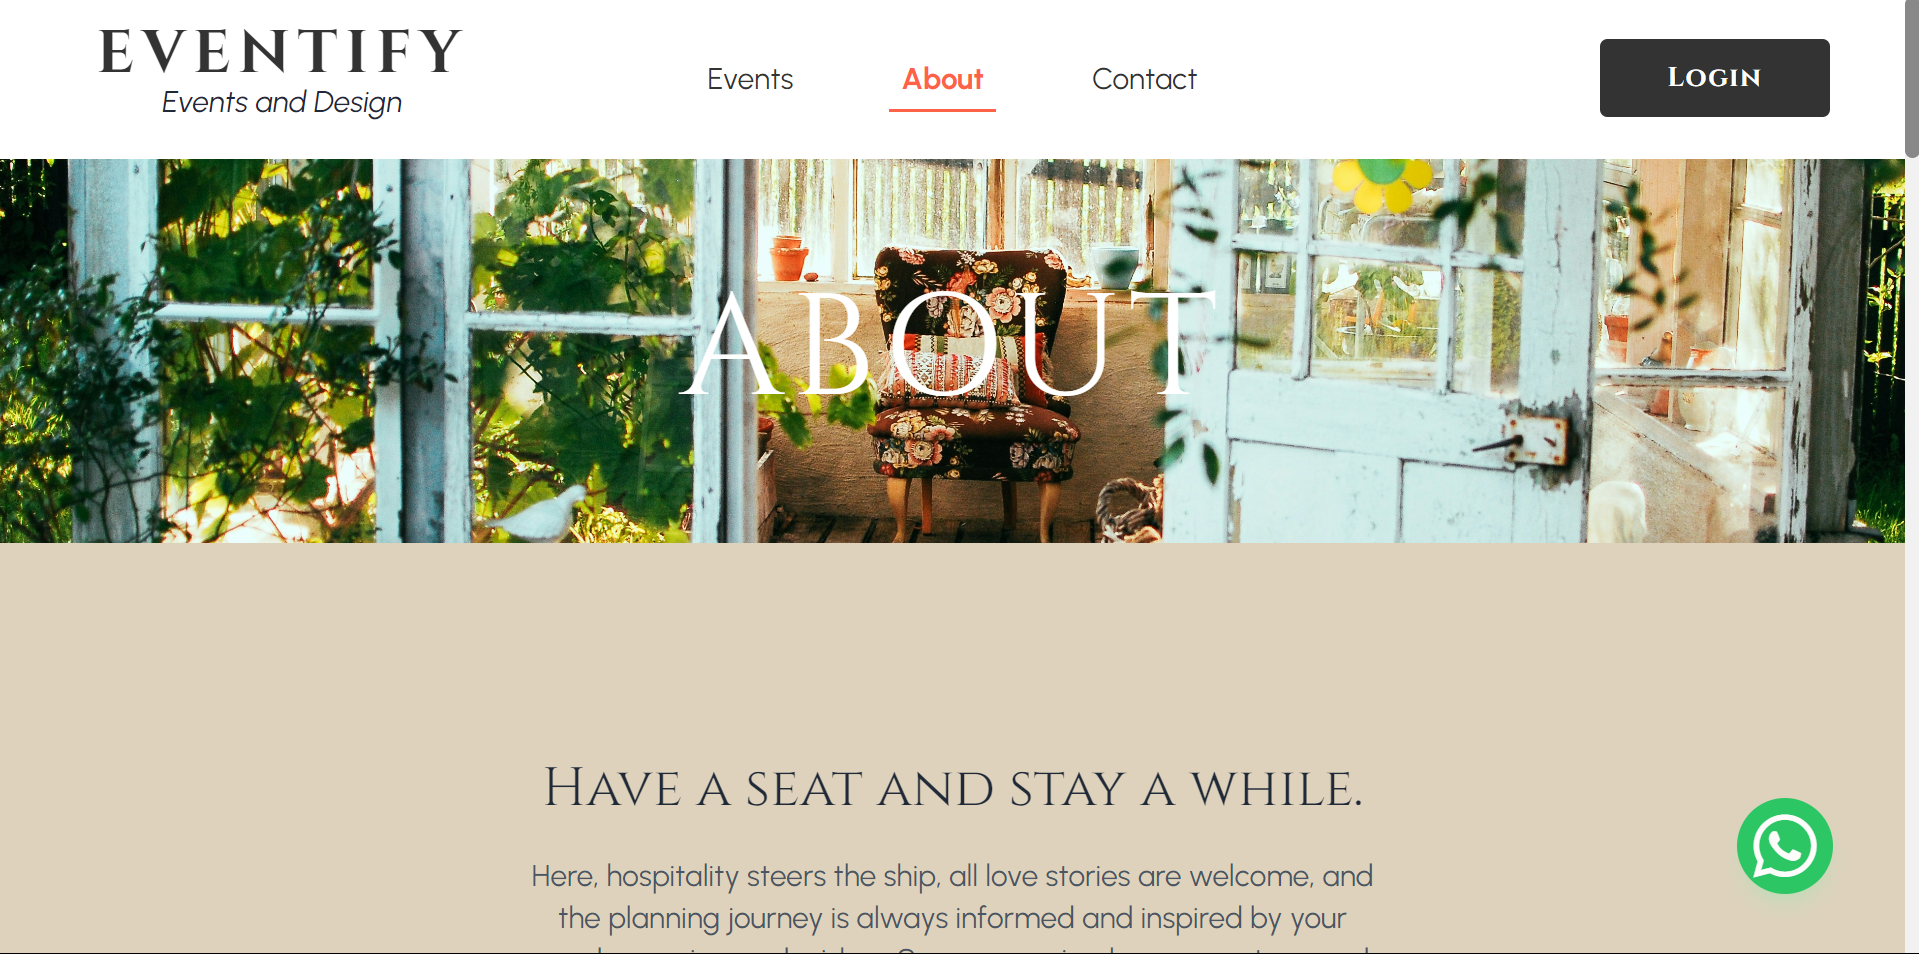 EVENTIFY
Events and Design
Events
About
Contact
Login
ABOUT
Have a seat and stay a while.
Here, hospitality steers the ship, all love stories are welcome, and
the planning journey is always informed and inspired by your